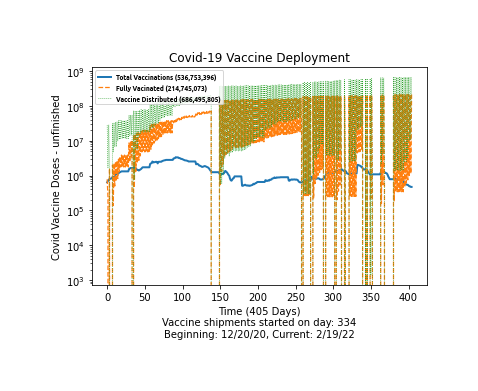 Covid-19 Vaccine Deployment
Total Vaccinations (536,753,396)
Fully Vacinated (214,745,073)
Vaccine Distributed (686,495,805)
10⁹
10⁸
10⁷
10⁶
10⁵
10⁴
10³
Covid Vaccine Doses - unfinished
0 50 100 150 200 250 300 350 400
Time (405 Days)
Vaccine shipments started on day: 334
Beginning: 12/20/20, Current: 2/19/22